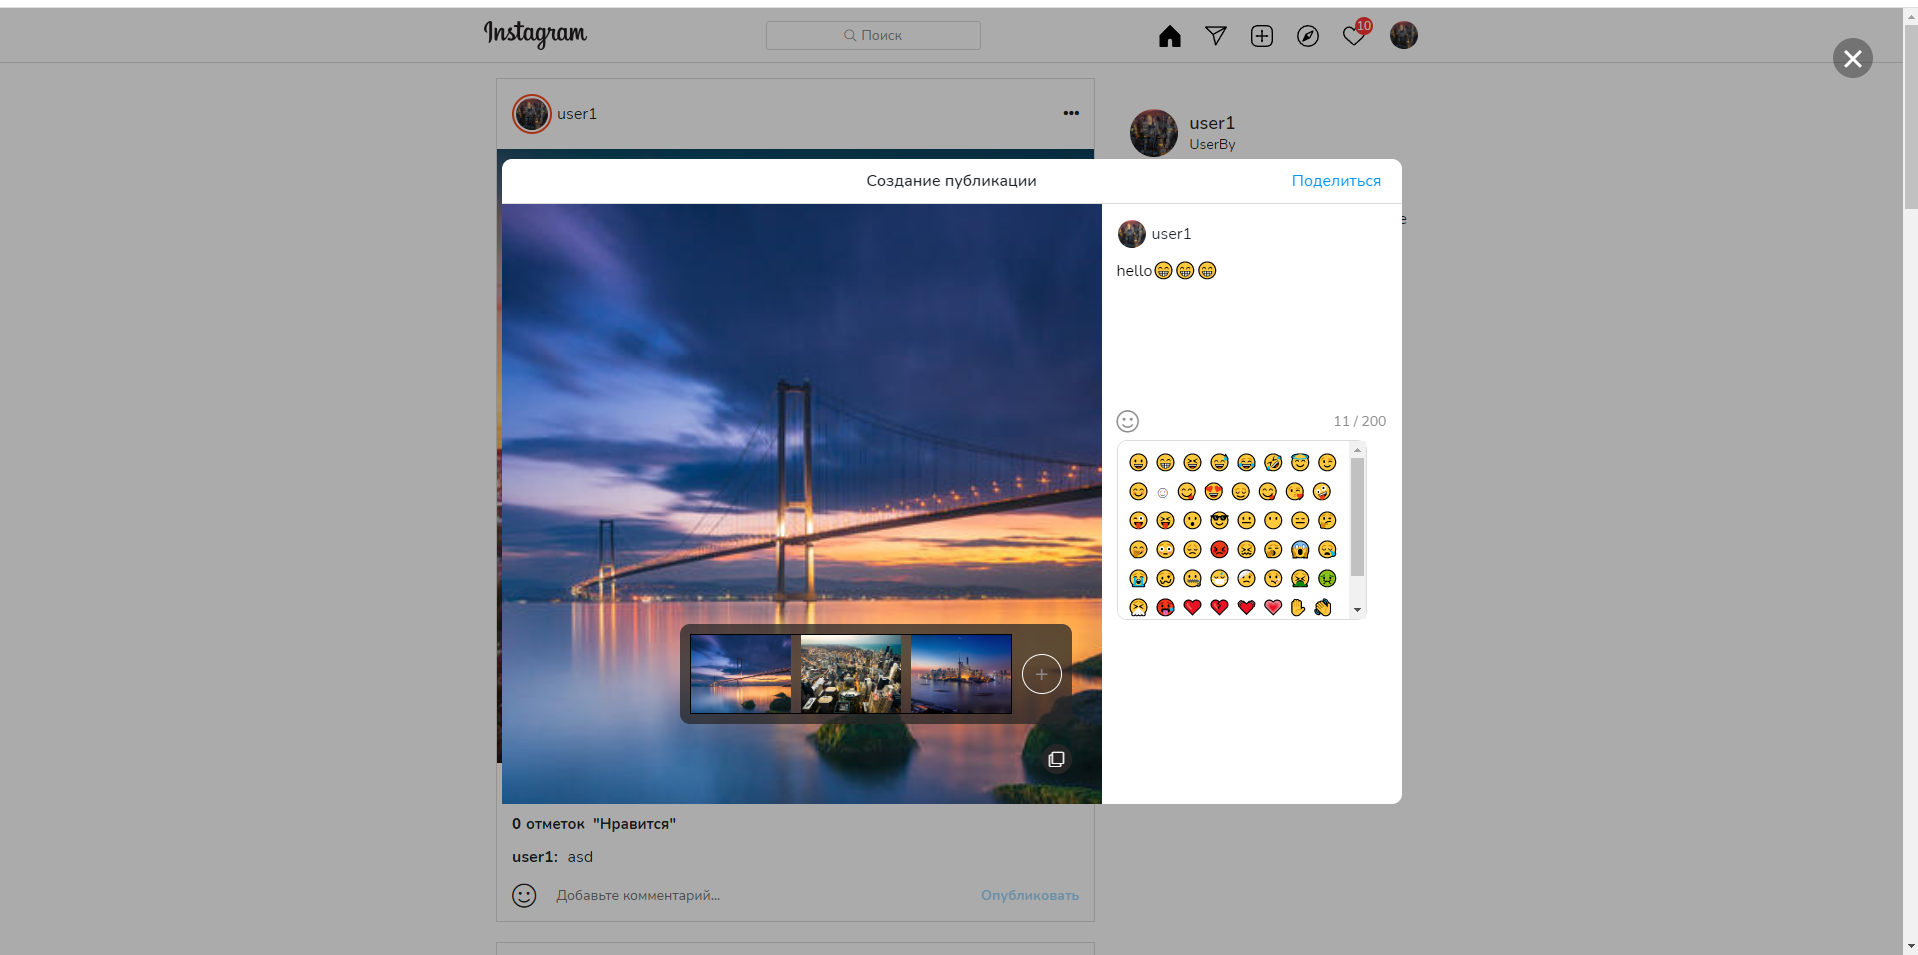 Instagram
Поиск
10
user1
•••
user1
UserBy
Создание публикации
Поделиться
е
user1
hello😁😁😁
11 / 200
0 отметок "Нравится"
user1: asd
Добавьте комментарий...
Опубликовать